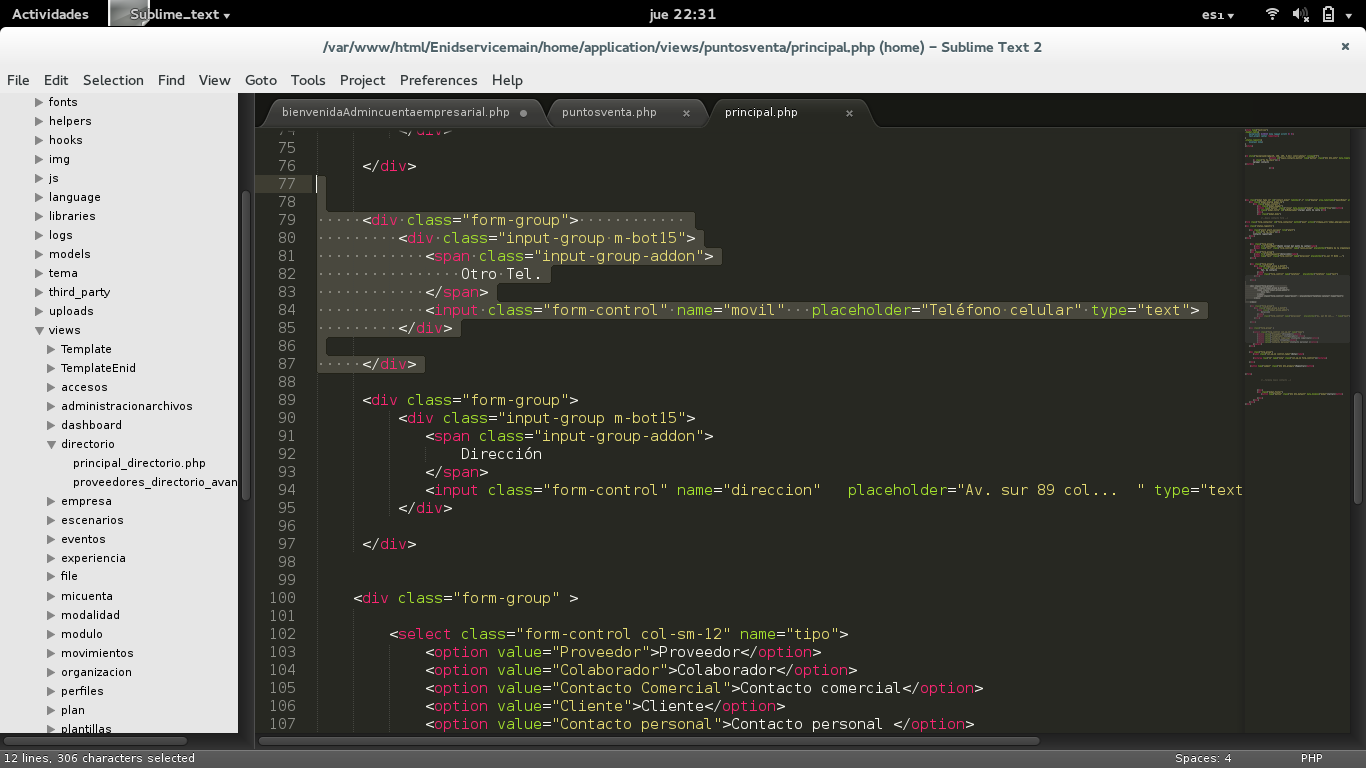 Actividades Sublime_text jue 22:31 es1
/var/www/html/Enidservicemain/home/application/views/puntosventa/principal.php (home) – Sublime Text 2 ×
File Edit Selection Find View Goto Tools Project Preferences Help
fonts
helpers
hooks
img
js
language
libraries
logs
models
tema
third_party
uploads
views
Template
TemplateEnid
accesos
administracionarchivos
dashboard
directorio
principal_directorio.php
proveedores_directorio_avan
empresa
escenarios
eventos
experiencia
file
micuenta
modalidad
modulo
movimientos
organizacion
perfiles
plan
plantillas
bienvenidaAdmincuentaempresarial.php puntosventa.php × principal.php ×
74 </div>
75
76 </div>
77
78
79 <div class="form-group">
80 <div class="input-group m-bot15">
81 <span class="input-group-addon">
82 Otro Tel.
83 </span>
84 <input class="form-control" name="movil" placeholder="Teléfono celular" type="text">
85 </div>
86
87 </div>
88
89 <div class="form-group">
90 <div class="input-group m-bot15">
91 <span class="input-group-addon">
92 Dirección
93 </span>
94 <input class="form-control" name="direccion" placeholder="Av. sur 89 col... " type="text
95 </div>
96
97 </div>
98
99
100 <div class="form-group" >
101
102 <select class="form-control col-sm-12" name="tipo">
103 <option value="Proveedor">Proveedor</option>
104 <option value="Colaborador">Colaborador</option>
105 <option value="Contacto Comercial">Contacto comercial</option>
106 <option value="Cliente">Cliente</option>
107 <option value="Contacto personal">Contacto personal </option>
12 lines, 306 characters selected Spaces: 4 PHP